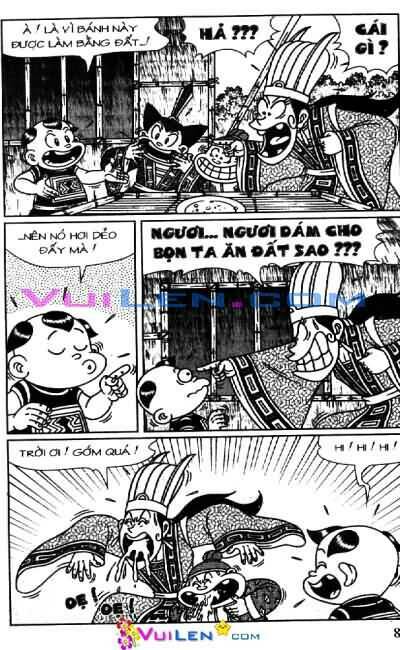 À! LÀ VÌ BÁNH NÀY
ĐƯỢC LÀM BẰNG ĐẤT...!
HẢ ???
CÁI
GÌ ?
...NÊN NÓ HƠI DẺO
ĐẤY MÀ !
NGƯƠI... NGƯƠI DÁM CHO
BỌN TA ĂN ĐẤT SAO ???
VUILEN.COM
TRỜI ƠI ! GỚM QUÁ !
HI ! HI ! HI !
OẸ !
OẸ !
VUILEN.COM
8